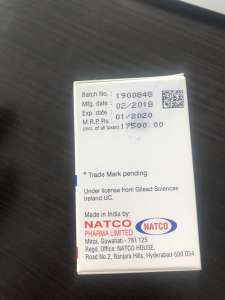 Batch No. : 1900848
Mfg. date : 02/2018
Exp. date : 01/2020
M.R.P. Rs. : 17500.00
(incl. of all taxes)
* Trade Mark pending
Under license from Gilead Sciences
Ireland UC.
Made in India by:
NATCO NATCO
PHARMA LIMITED
Mirza, Guwahati - 781 125
Regd. Office: NATCO HOUSE,
Road No.2, Banjara Hills, Hyderabad-500 034.